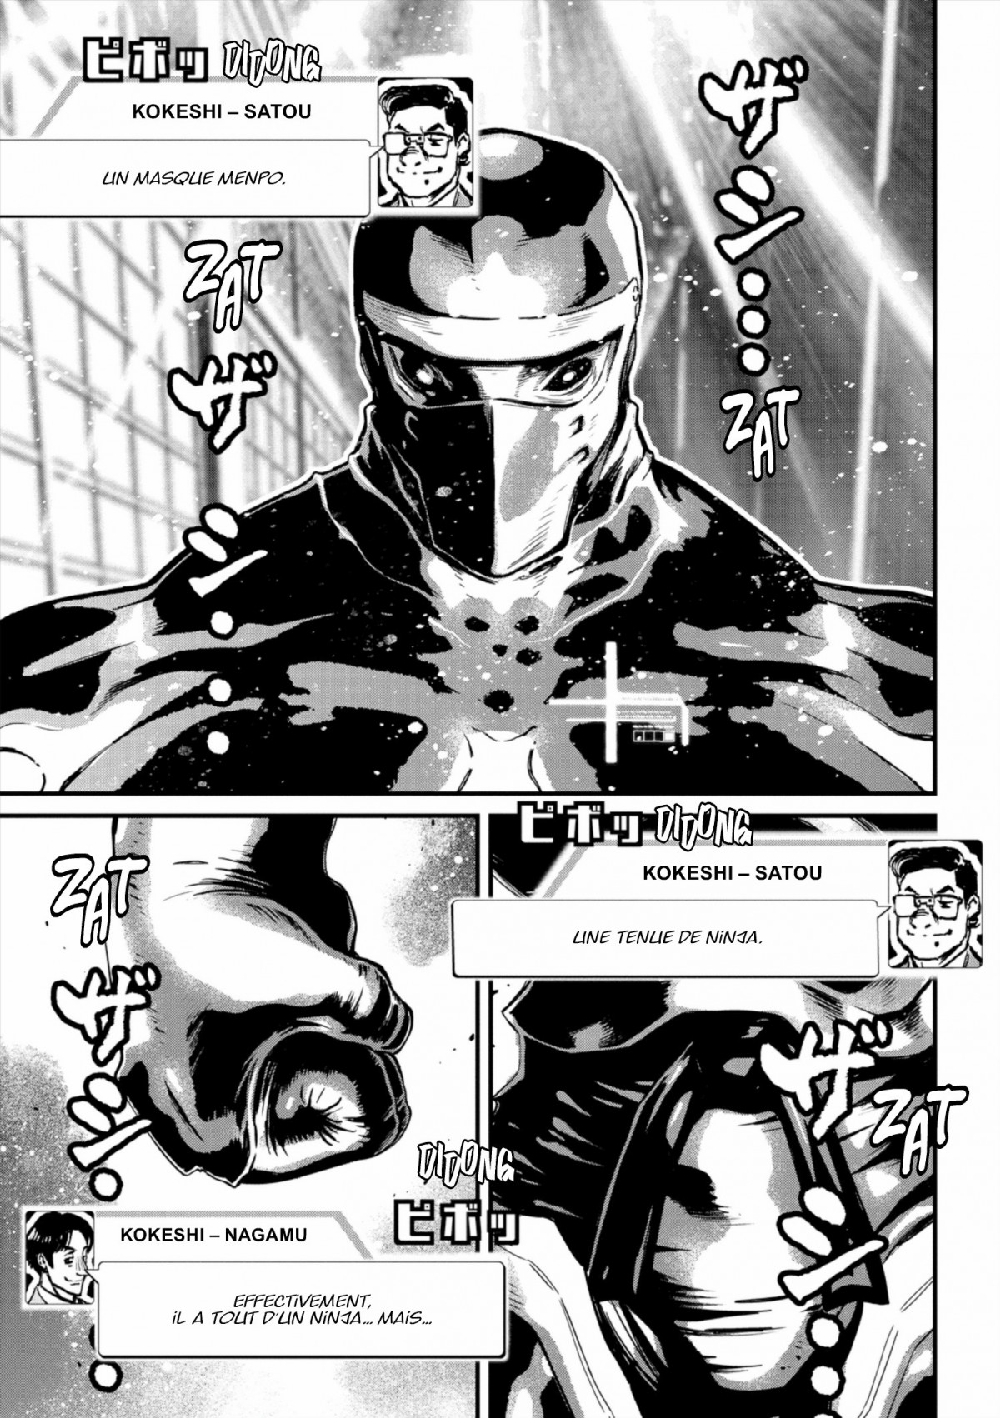 ピボッ DIDONG
KOKESHI – SATOU
UN MASQUE MENPO.
ザシ・・・
ZAT
ZAT
ザシ・・・
ピボッ DIDONG
KOKESHI – SATOU
UNE TENUE DE NINJA.
ZAT
ザシ・・・
ザシ・・・
ZAT
DIDONG
ピボッ
KOKESHI – NAGAMU
EFFECTIVEMENT,
IL A TOUT D'UN NINJA... MAIS...